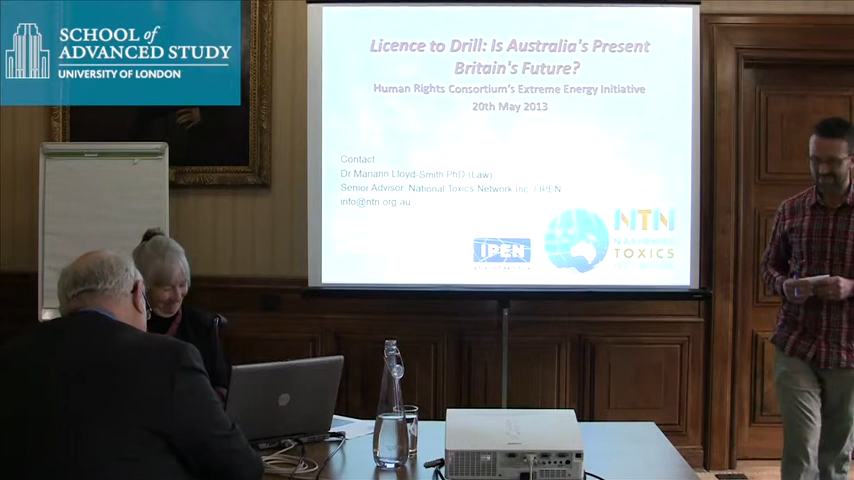 SCHOOL of
ADVANCED STUDY
UNIVERSITY OF LONDON
Licence to Drill: Is Australia's Present
Britain's Future?
Human Rights Consortium's Extreme Energy Initiative
20th May 2013
Contact
Dr Mariann Lloyd-Smith PhD (Law)
Senior Advisor, National Toxics Network Inc. / IPEN
info@ntn.org.au
IPEN
NTN
NATIONAL
TOXICS